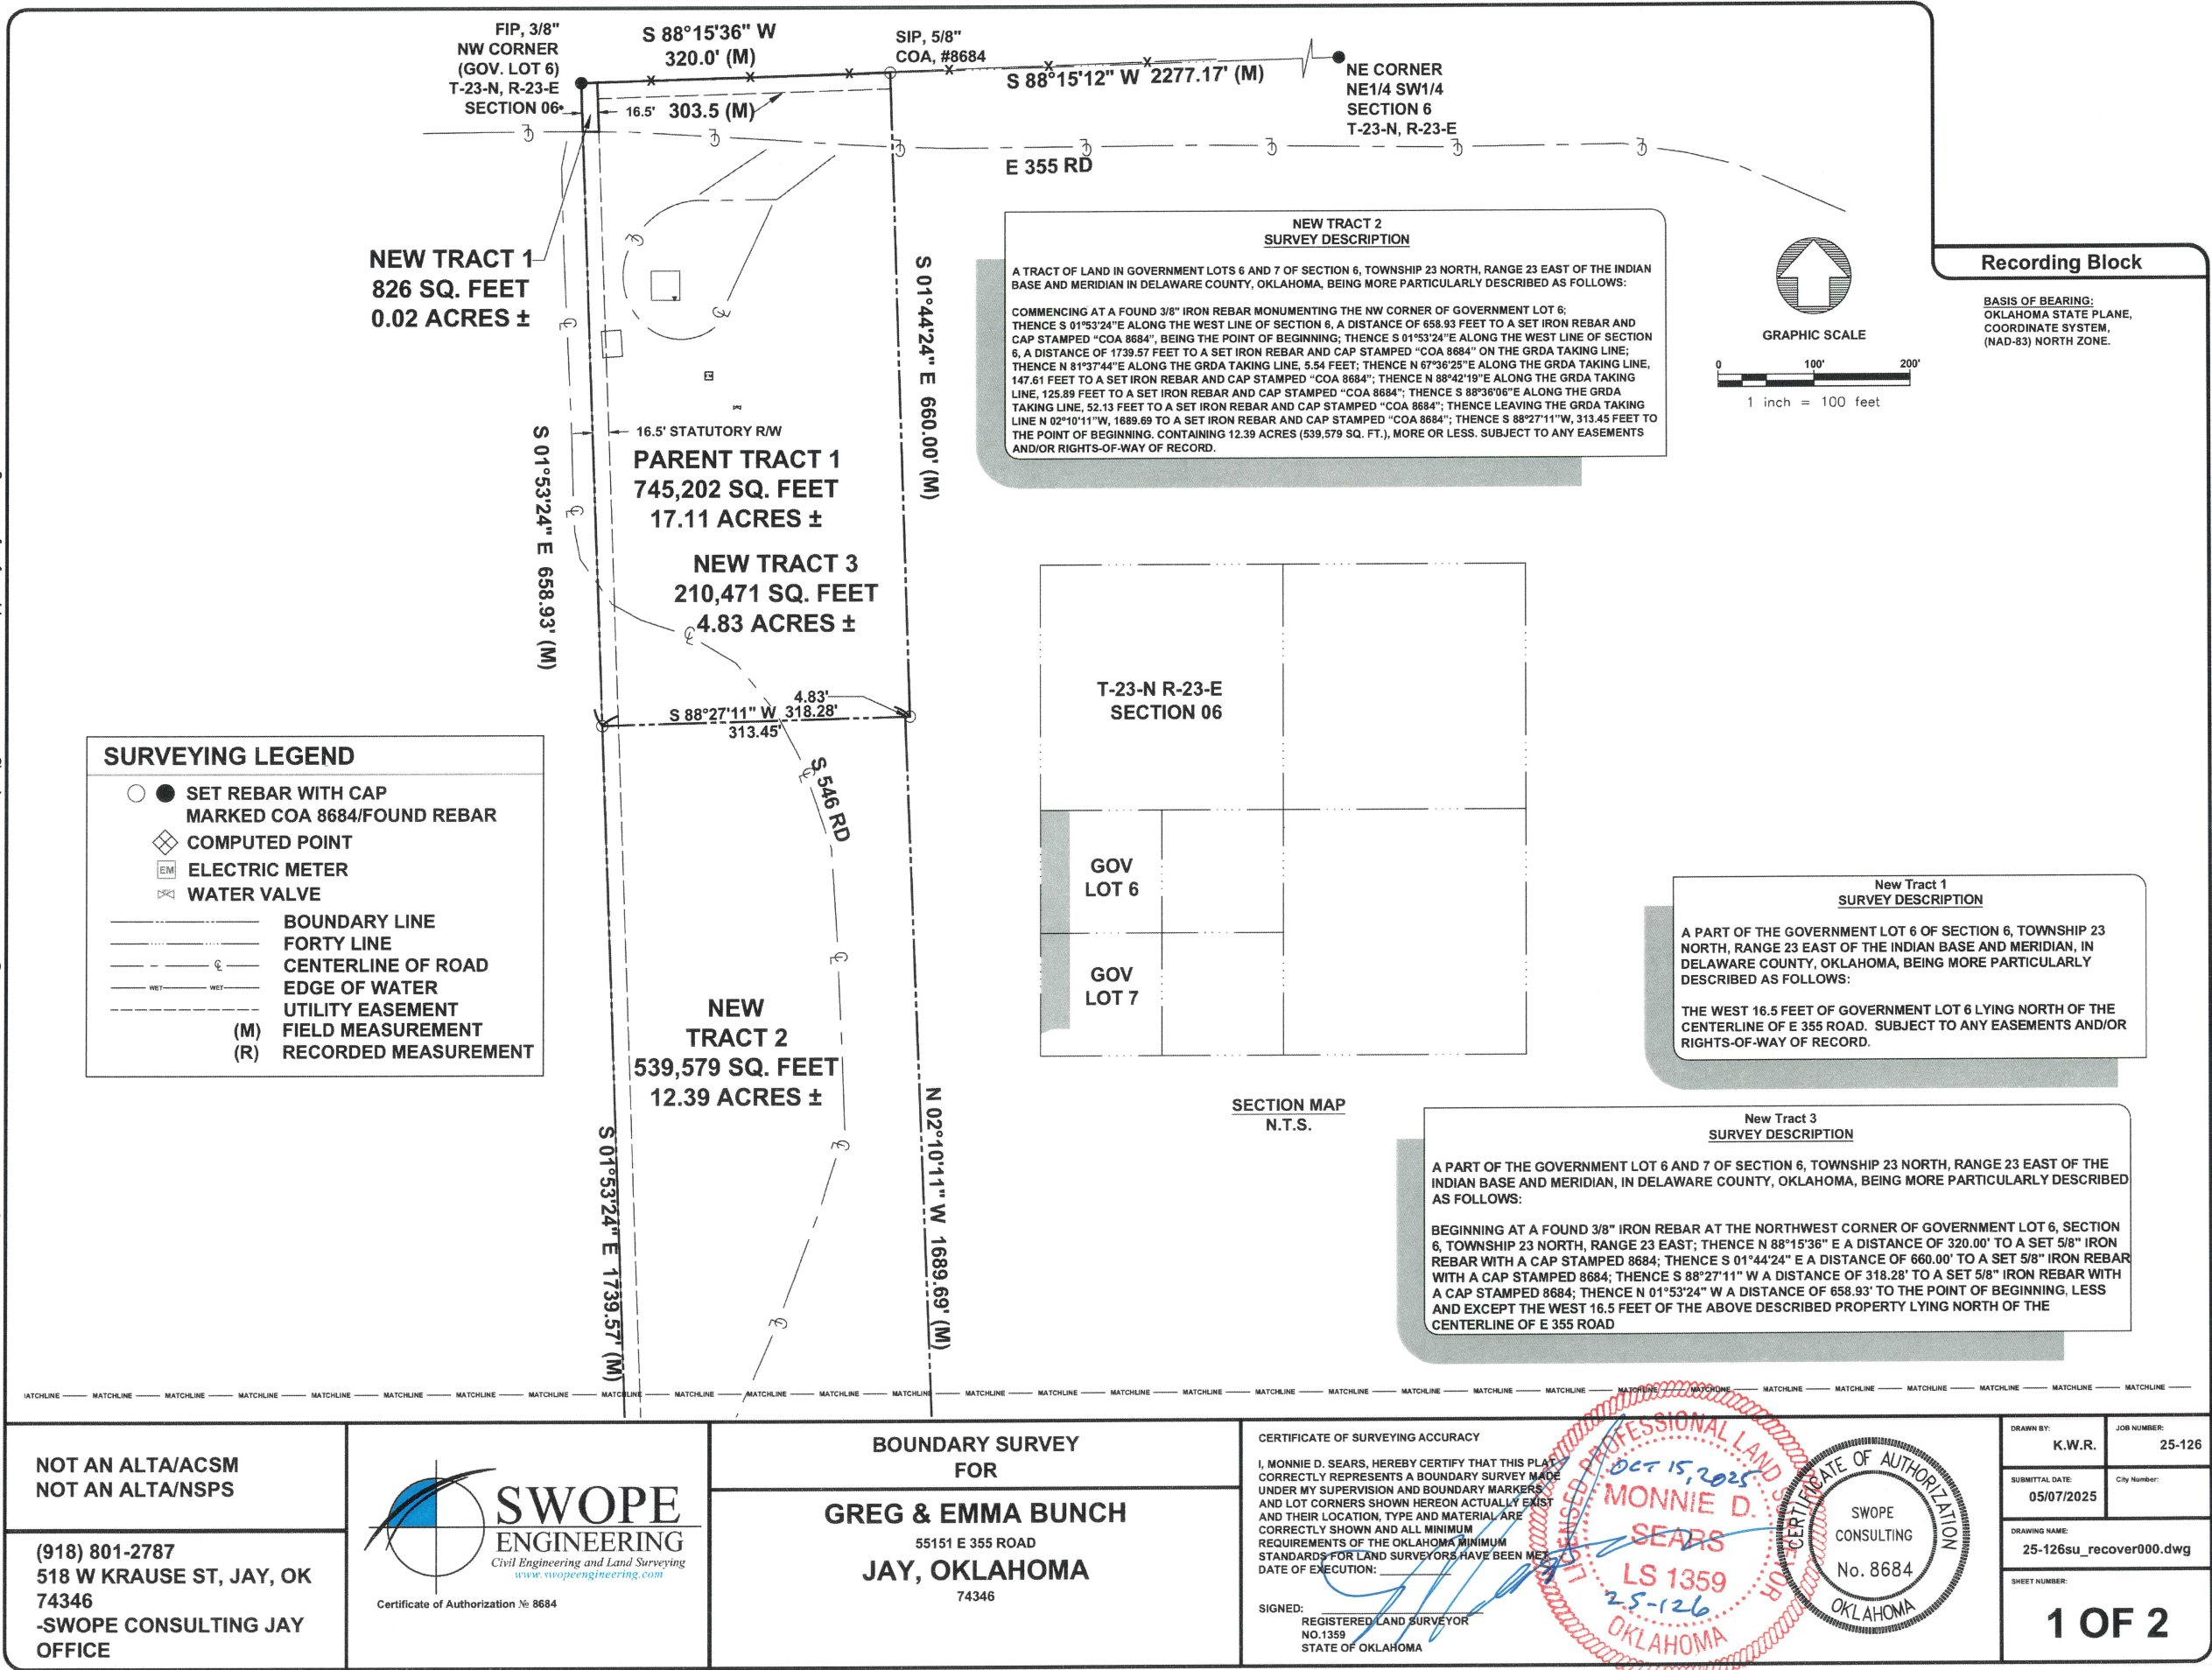 FIP, 3/8"
NW CORNER
(GOV. LOT 6)
T-23-N, R-23-E
SECTION 06
S 88°15'36" W
320.0' (M)
SIP, 5/8"
COA, #8684
S 88°15'12" W 2277.17' (M)
NE CORNER
NE1/4 SW1/4
SECTION 6
T-23-N, R-23-E
16.5'
303.5 (M)
E 355 RD
NEW TRACT 1
826 SQ. FEET
0.02 ACRES ±
S 01°44'24" E 660.00' (M)
S 01°53'24" E 658.93' (M)
EM
16.5' STATUTORY R/W
PARENT TRACT 1
745,202 SQ. FEET
17.11 ACRES ±
NEW TRACT 3
210,471 SQ. FEET
4.83 ACRES ±
4.83'
S 88°27'11" W 318.28'
313.45'
S 546 RD
NEW
TRACT 2
539,579 SQ. FEET
12.39 ACRES ±
S 01°53'24" E 1739.57' (M)
N 02°10'11" W 1689.69' (M)
NEW TRACT 2
SURVEY DESCRIPTION
A TRACT OF LAND IN GOVERNMENT LOTS 6 AND 7 OF SECTION 6, TOWNSHIP 23 NORTH, RANGE 23 EAST OF THE INDIAN
BASE AND MERIDIAN IN DELAWARE COUNTY, OKLAHOMA, BEING MORE PARTICULARLY DESCRIBED AS FOLLOWS:
COMMENCING AT A FOUND 3/8" IRON REBAR MONUMENTING THE NW CORNER OF GOVERNMENT LOT 6;
THENCE S 01°53'24"E ALONG THE WEST LINE OF SECTION 6, A DISTANCE OF 658.93 FEET TO A SET IRON REBAR AND
CAP STAMPED "COA 8684", BEING THE POINT OF BEGINNING; THENCE S 01°53'24"E ALONG THE WEST LINE OF SECTION
6, A DISTANCE OF 1739.57 FEET TO A SET IRON REBAR AND CAP STAMPED "COA 8684" ON THE GRDA TAKING LINE;
THENCE N 81°37'44"E ALONG THE GRDA TAKING LINE, 5.54 FEET; THENCE N 67°36'25"E ALONG THE GRDA TAKING LINE,
147.61 FEET TO A SET IRON REBAR AND CAP STAMPED "COA 8684"; THENCE N 88°42'19"E ALONG THE GRDA TAKING
LINE, 125.89 FEET TO A SET IRON REBAR AND CAP STAMPED "COA 8684"; THENCE S 88°36'06"E ALONG THE GRDA
TAKING LINE, 52.13 FEET TO A SET IRON REBAR AND CAP STAMPED "COA 8684"; THENCE LEAVING THE GRDA TAKING
LINE N 02°10'11"W, 1689.69 TO A SET IRON REBAR AND CAP STAMPED "COA 8684"; THENCE S 88°27'11"W, 313.45 FEET TO
THE POINT OF BEGINNING. CONTAINING 12.39 ACRES (539,579 SQ. FT.), MORE OR LESS. SUBJECT TO ANY EASEMENTS
AND/OR RIGHTS-OF-WAY OF RECORD.
GRAPHIC SCALE
0 100' 200'
1 inch = 100 feet
Recording Block
BASIS OF BEARING:
OKLAHOMA STATE PLANE,
COORDINATE SYSTEM,
(NAD-83) NORTH ZONE.
SURVEYING LEGEND
SET REBAR WITH CAP
MARKED COA 8684/FOUND REBAR
COMPUTED POINT
EM ELECTRIC METER
WATER VALVE
BOUNDARY LINE
FORTY LINE
CENTERLINE OF ROAD
WET WET EDGE OF WATER
UTILITY EASEMENT
(M) FIELD MEASUREMENT
(R) RECORDED MEASUREMENT
T-23-N R-23-E
SECTION 06
GOV
LOT 6
GOV
LOT 7
SECTION MAP
N.T.S.
New Tract 1
SURVEY DESCRIPTION
A PART OF THE GOVERNMENT LOT 6 OF SECTION 6, TOWNSHIP 23
NORTH, RANGE 23 EAST OF THE INDIAN BASE AND MERIDIAN, IN
DELAWARE COUNTY, OKLAHOMA, BEING MORE PARTICULARLY
DESCRIBED AS FOLLOWS:
THE WEST 16.5 FEET OF GOVERNMENT LOT 6 LYING NORTH OF THE
CENTERLINE OF E 355 ROAD. SUBJECT TO ANY EASEMENTS AND/OR
RIGHTS-OF-WAY OF RECORD.
New Tract 3
SURVEY DESCRIPTION
A PART OF THE GOVERNMENT LOT 6 AND 7 OF SECTION 6, TOWNSHIP 23 NORTH, RANGE 23 EAST OF THE
INDIAN BASE AND MERIDIAN, IN DELAWARE COUNTY, OKLAHOMA, BEING MORE PARTICULARLY DESCRIBED
AS FOLLOWS:
BEGINNING AT A FOUND 3/8" IRON REBAR AT THE NORTHWEST CORNER OF GOVERNMENT LOT 6, SECTION
6, TOWNSHIP 23 NORTH, RANGE 23 EAST; THENCE N 88°15'36" E A DISTANCE OF 320.00' TO A SET 5/8" IRON
REBAR WITH A CAP STAMPED 8684; THENCE S 01°44'24" E A DISTANCE OF 660.00' TO A SET 5/8" IRON REBAR
WITH A CAP STAMPED 8684; THENCE S 88°27'11" W A DISTANCE OF 318.28' TO A SET 5/8" IRON REBAR WITH
A CAP STAMPED 8684; THENCE N 01°53'24" W A DISTANCE OF 658.93' TO THE POINT OF BEGINNING, LESS
AND EXCEPT THE WEST 16.5 FEET OF THE ABOVE DESCRIBED PROPERTY LYING NORTH OF THE
CENTERLINE OF E 355 ROAD
MATCHLINE MATCHLINE MATCHLINE MATCHLINE MATCHLINE MATCHLINE MATCHLINE MATCHLINE MATCHLINE MATCHLINE MATCHLINE MATCHLINE MATCHLINE MATCHLINE MATCHLINE MATCHLINE MATCHLINE MATCHLINE MATCHLINE MATCHLINE MATCHLINE MATCHLINE MATCHLINE MATCHLINE MATCHLINE MATCHLINE MATCHLINE MATCHLINE MATCHLINE
NOT AN ALTA/ACSM
NOT AN ALTA/NSPS
(918) 801-2787
518 W KRAUSE ST, JAY, OK
74346
-SWOPE CONSULTING JAY
OFFICE
SWOPE
ENGINEERING
Civil Engineering and Land Surveying
www.swopeengineering.com
Certificate of Authorization № 8684
BOUNDARY SURVEY
FOR
GREG & EMMA BUNCH
55151 E 355 ROAD
JAY, OKLAHOMA
74346
CERTIFICATE OF SURVEYING ACCURACY
I, MONNIE D. SEARS, HEREBY CERTIFY THAT THIS PLAT
CORRECTLY REPRESENTS A BOUNDARY SURVEY MADE
UNDER MY SUPERVISION AND BOUNDARY MARKERS
AND LOT CORNERS SHOWN HEREON ACTUALLY EXIST
AND THEIR LOCATION, TYPE AND MATERIAL ARE
CORRECTLY SHOWN AND ALL MINIMUM
REQUIREMENTS OF THE OKLAHOMA MINIMUM
STANDARDS FOR LAND SURVEYORS HAVE BEEN MET.
DATE OF EXECUTION:
SIGNED:
REGISTERED LAND SURVEYOR
NO.1359
STATE OF OKLAHOMA
LICENSED PROFESSIONAL LAND SURVEYOR
OCT 15, 2025
MONNIE D.
SEARS
LS 1359
25-126
OKLAHOMA
CERTIFICATE OF AUTHORIZATION
SWOPE
CONSULTING
No. 8684
OKLAHOMA
DRAWN BY:
K.W.R.
JOB NUMBER:
25-126
SUBMITTAL DATE:
05/07/2025
City Number:
DRAWING NAME:
25-126su_recover000.dwg
SHEET NUMBER:
1 OF 2